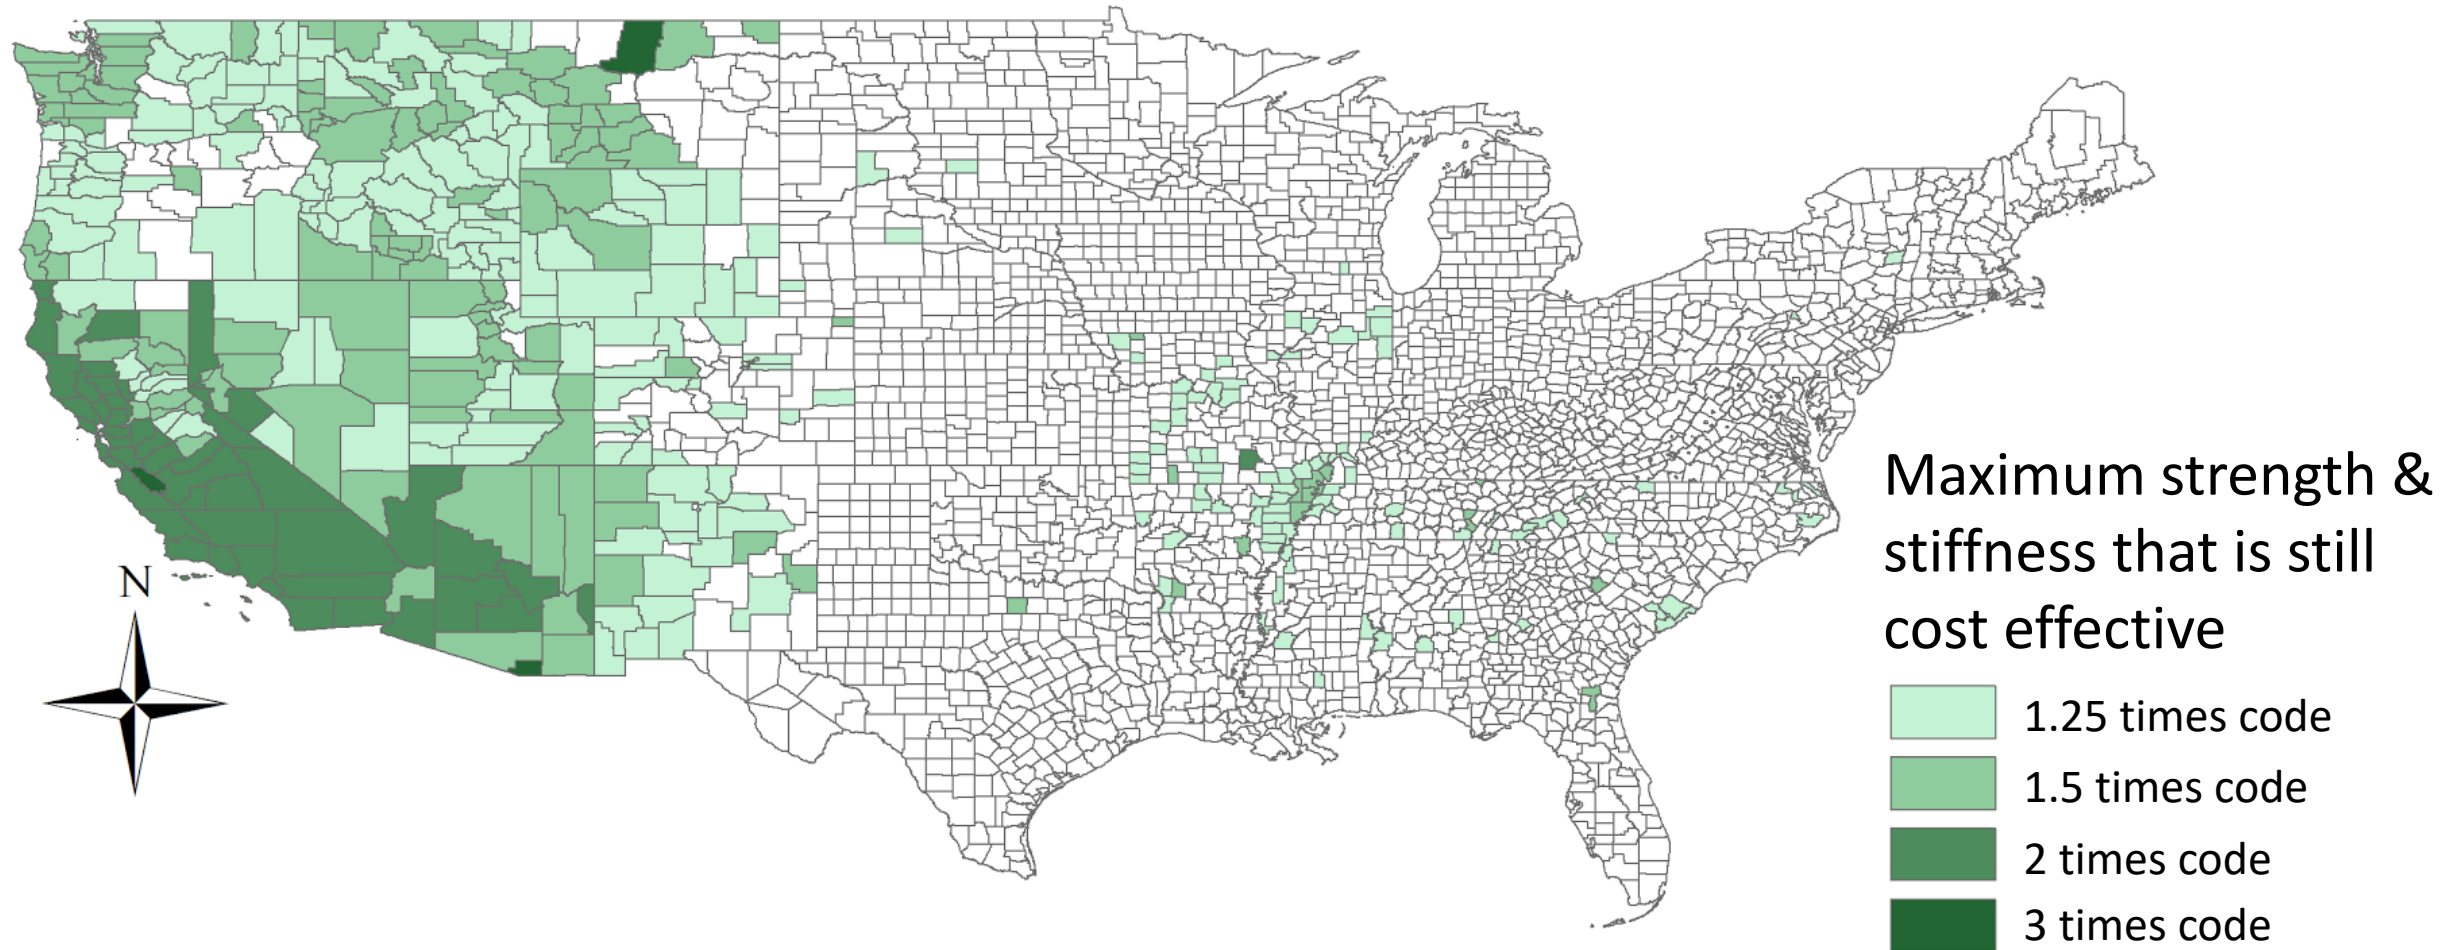 N
Maximum strength &
stiffness that is still
cost effective
1.25 times code
1.5 times code
2 times code
3 times code